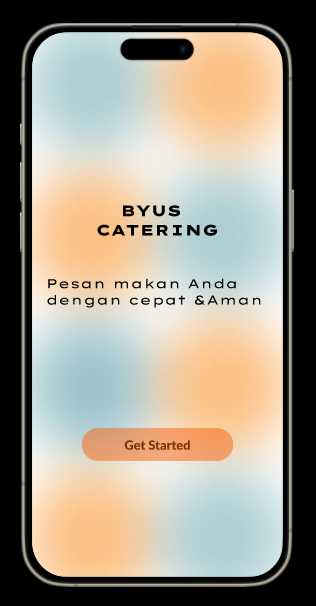 BYUS
CATERING
Pesan makan Anda
dengan cepat &Aman
Get Started